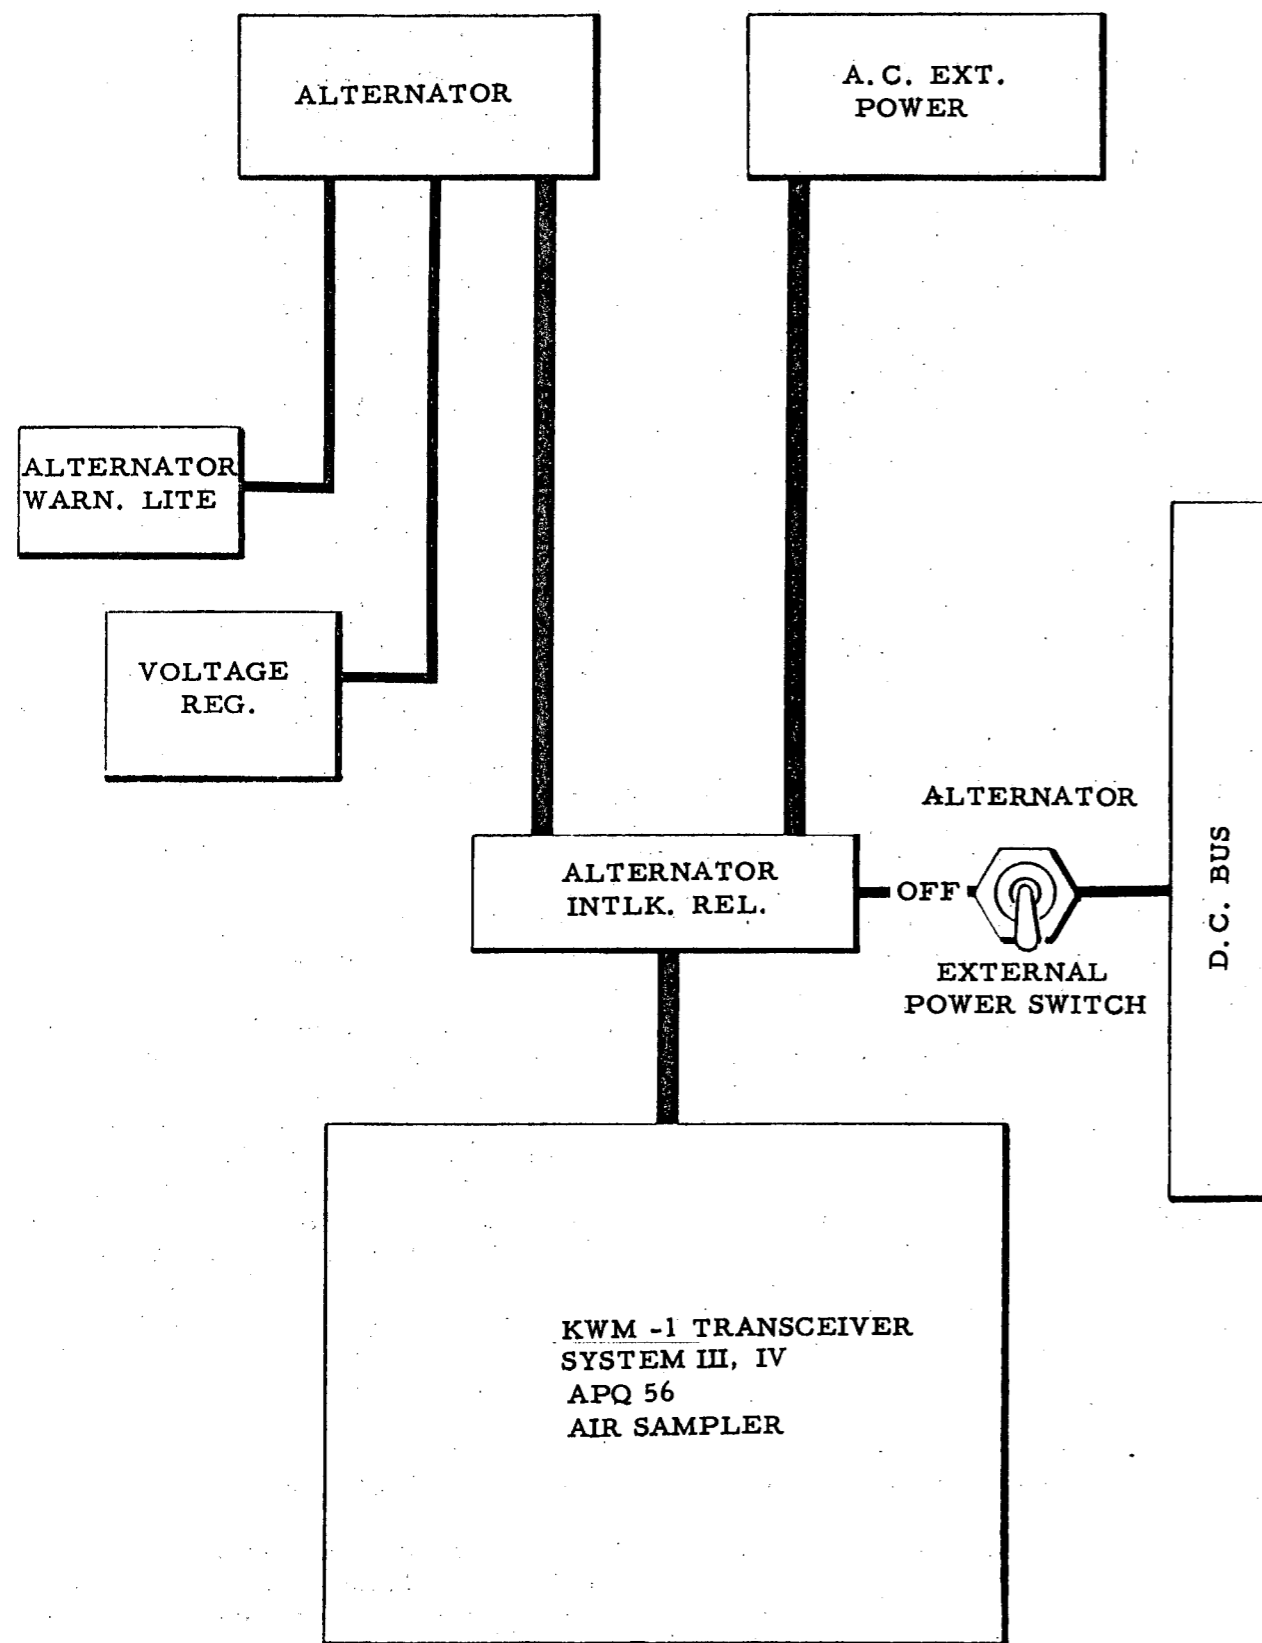 ALTERNATOR
A. C. EXT.
POWER
ALTERNATOR
WARN. LITE
VOLTAGE
REG.
ALTERNATOR
ALTERNATOR
INTLK. REL.
OFF
EXTERNAL
POWER SWITCH
D. C. BUS
KWM -1 TRANSCEIVER
SYSTEM III, IV
APQ 56
AIR SAMPLER